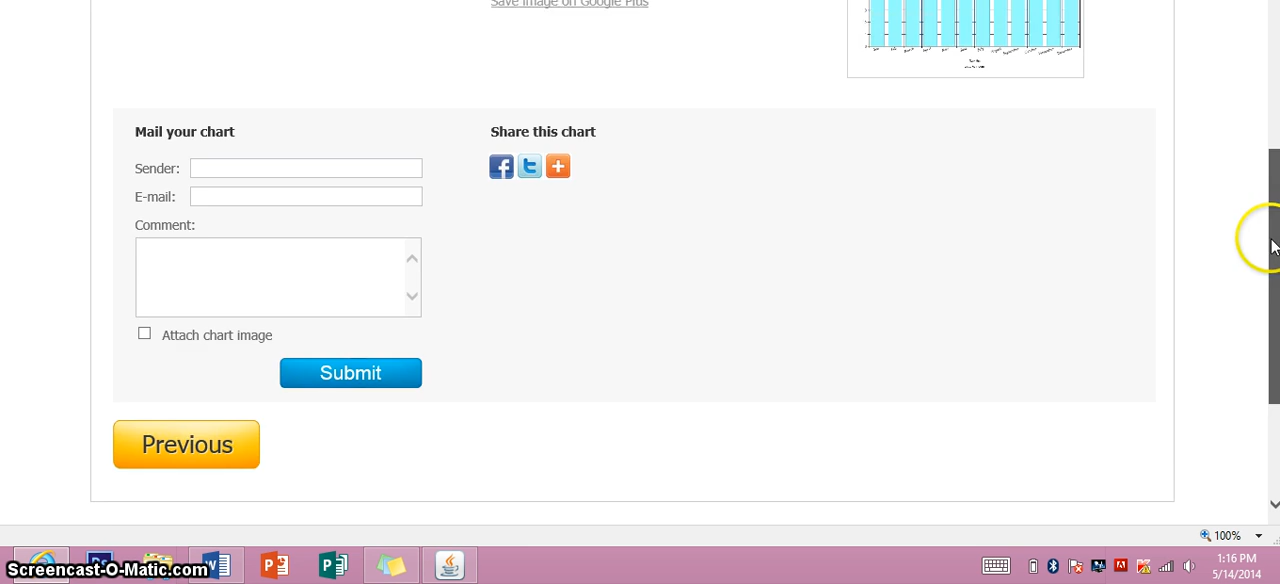 Save image on Google Plus
Mail your chart
Share this chart
Sender:
E-mail:
Comment:
Attach chart image
Submit
Previous
100%
Screencast-O-Matic.com
1:16 PM
5/14/2014